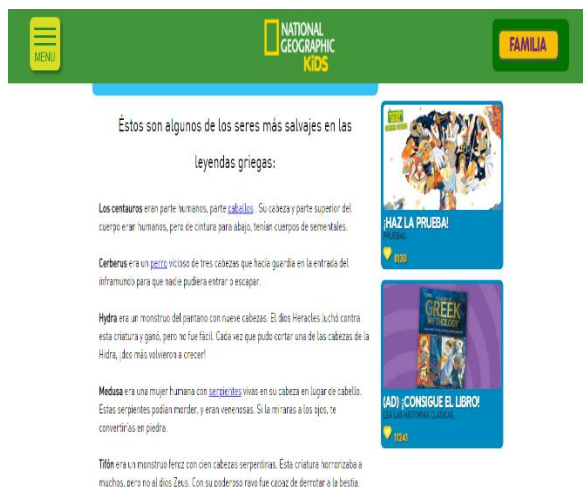 MENU
NATIONAL
GEOGRAPHIC
KiDS
FAMILIA
Éstos son algunos de los seres más salvajes en las
leyendas griegas:
Los centauros eran parte humanos, parte caballos . Su cabeza y parte superior del
cuerpo eran humanos, pero de cintura para abajo, tenían cuerpos de sementales.
Cerberus era un perro vicioso de tres cabezas que hacía guardia en la entrada del
inframundo para que nadie pudiera entrar o escapar.
Hydra era un monstruo del pantano con nueve cabezas. El dios Heracles luchó contra
esta criatura y ganó, pero no fue fácil. Cada vez que pudo cortar una de las cabezas de la
Hidra, ¡dos más volvieron a crecer!
Medusa era una mujer humana con serpientes vivas en su cabeza en lugar de cabello.
Estas serpientes podían morder, y eran venenosas. Si la miraras a los ojos, te
convertirías en piedra.
Tifón era un monstruo feroz con cien cabezas serpentinas. Esta criatura horrorizaba a
muchos, pero no al dios Zeus. Con su poderoso rayo fue capaz de derrotar a la bestia.
¡HAZ LA PRUEBA!
PRUEBAS
8130
GREEK
MYTHOLOGY
(AD) ¡CONSIGUE EL LIBRO!
LEA LAS HISTORIAS CLÁSICAS.
11241